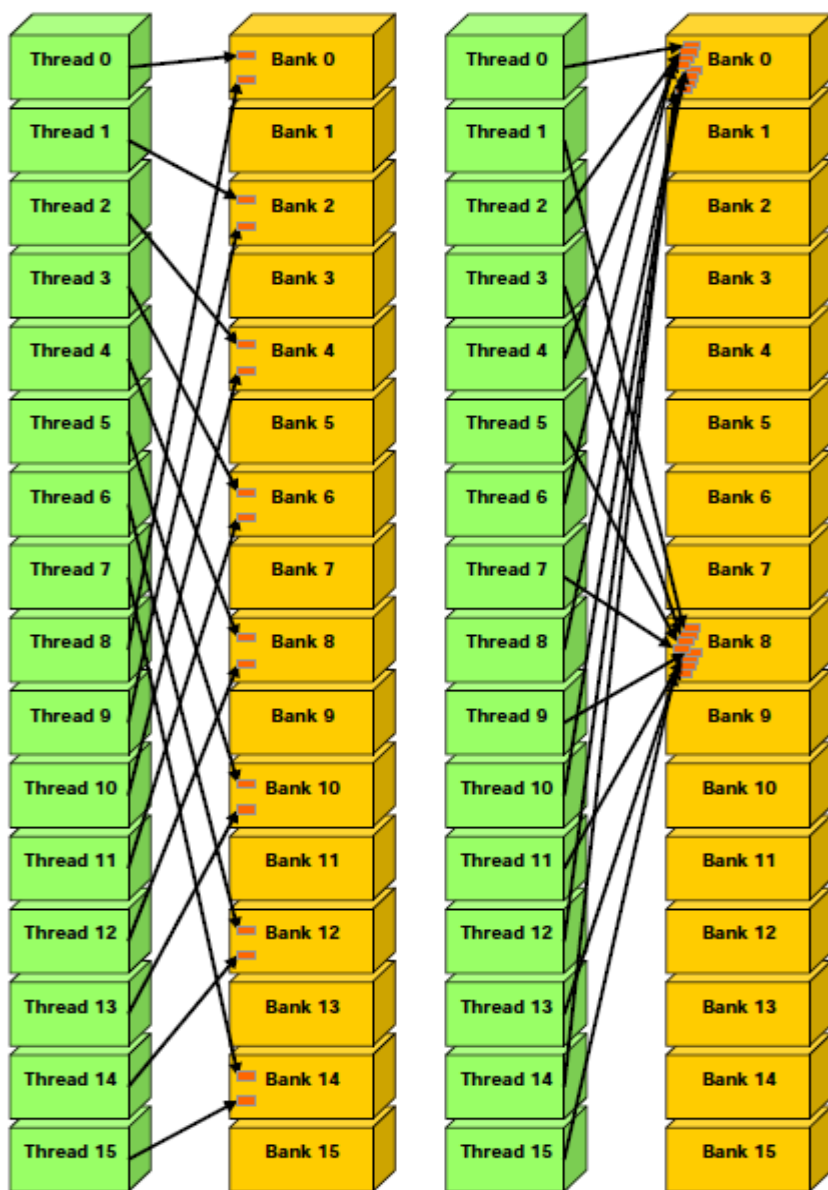 Thread 0 Bank 0 Thread 0 Bank 0
Thread 1 Bank 1 Thread 1 Bank 1
Thread 2 Bank 2 Thread 2 Bank 2
Thread 3 Bank 3 Thread 3 Bank 3
Thread 4 Bank 4 Thread 4 Bank 4
Thread 5 Bank 5 Thread 5 Bank 5
Thread 6 Bank 6 Thread 6 Bank 6
Thread 7 Bank 7 Thread 7 Bank 7
Thread 8 Bank 8 Thread 8 Bank 8
Thread 9 Bank 9 Thread 9 Bank 9
Thread 10 Bank 10 Thread 10 Bank 10
Thread 11 Bank 11 Thread 11 Bank 11
Thread 12 Bank 12 Thread 12 Bank 12
Thread 13 Bank 13 Thread 13 Bank 13
Thread 14 Bank 14 Thread 14 Bank 14
Thread 15 Bank 15 Thread 15 Bank 15